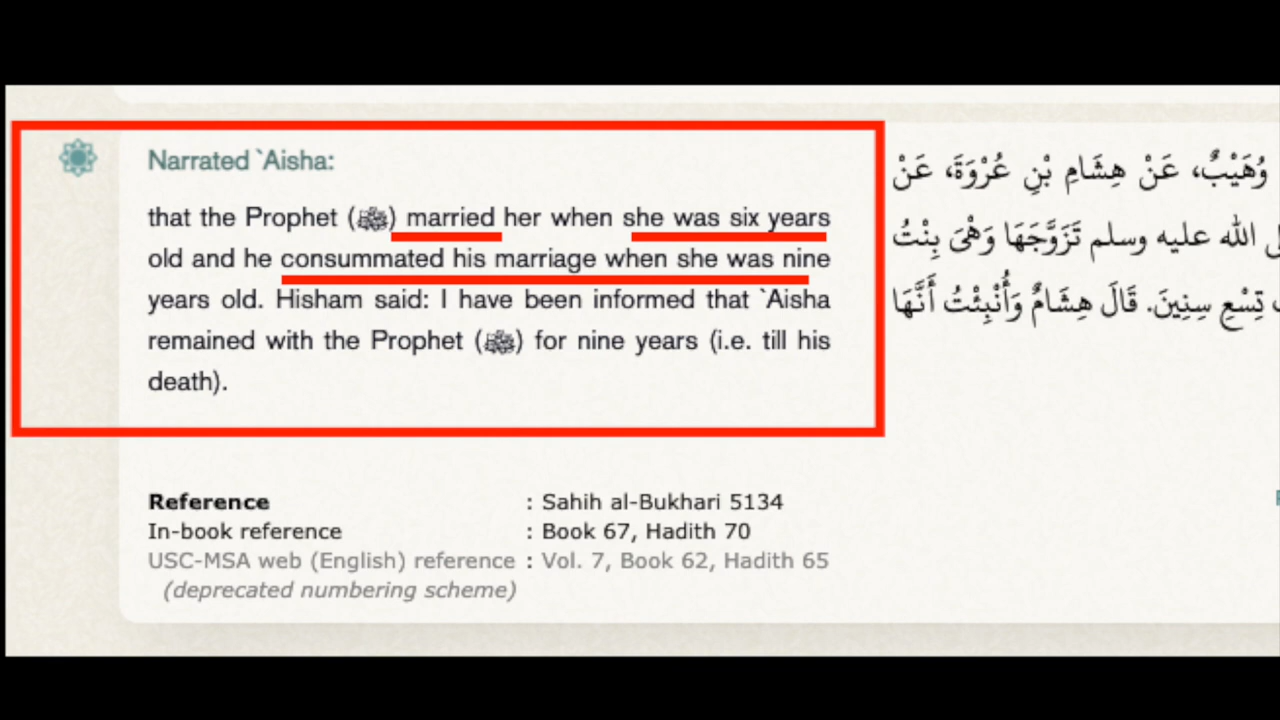 Narrated `Aisha:
that the Prophet (ﷺ) married her when she was six years
old and he consummated his marriage when she was nine
years old. Hisham said: I have been informed that `Aisha
remained with the Prophet (ﷺ) for nine years (i.e. till his
death).
وُهَيْبٌ، عَنْ هِشَامِ بْنِ عُرْوَةَ، عَنْ
الله عليه وسلم تَزَوَّجَهَا وَهْىَ بِنْتُ
تِسْعِ سِنِينَ. قَالَ هِشَامٌ وَأُنْبِئْتُ أَنَّهَا
Reference : Sahih al-Bukhari 5134
In-book reference : Book 67, Hadith 70
USC-MSA web (English) reference : Vol. 7, Book 62, Hadith 65
(deprecated numbering scheme)